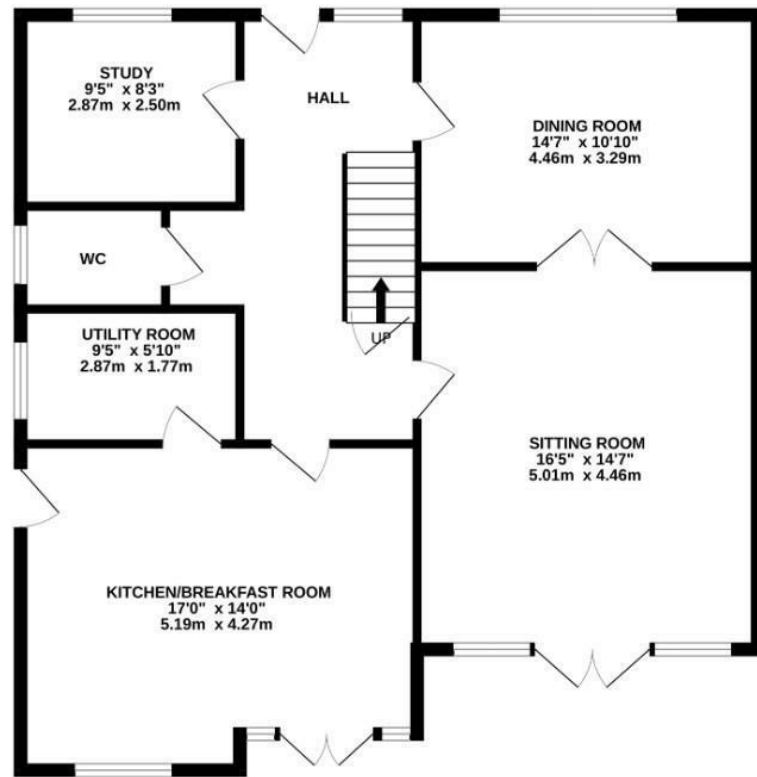 STUDY
9'5" x 8'3"
2.87m x 2.50m
HALL
DINING ROOM
14'7" x 10'10"
4.46m x 3.29m
WC
UTILITY ROOM
9'5" x 5'10"
2.87m x 1.77m
UP
SITTING ROOM
16'5" x 14'7"
5.01m x 4.46m
KITCHEN/BREAKFAST ROOM
17'0" x 14'0"
5.19m x 4.27m